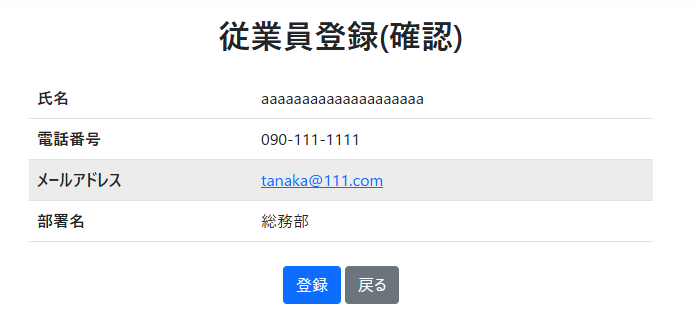 従業員登録(確認)
氏名 aaaaaaaaaaaaaaaaaaaa
電話番号 090-111-1111
メールアドレス tanaka@111.com
部署名 総務部
登録 戻る